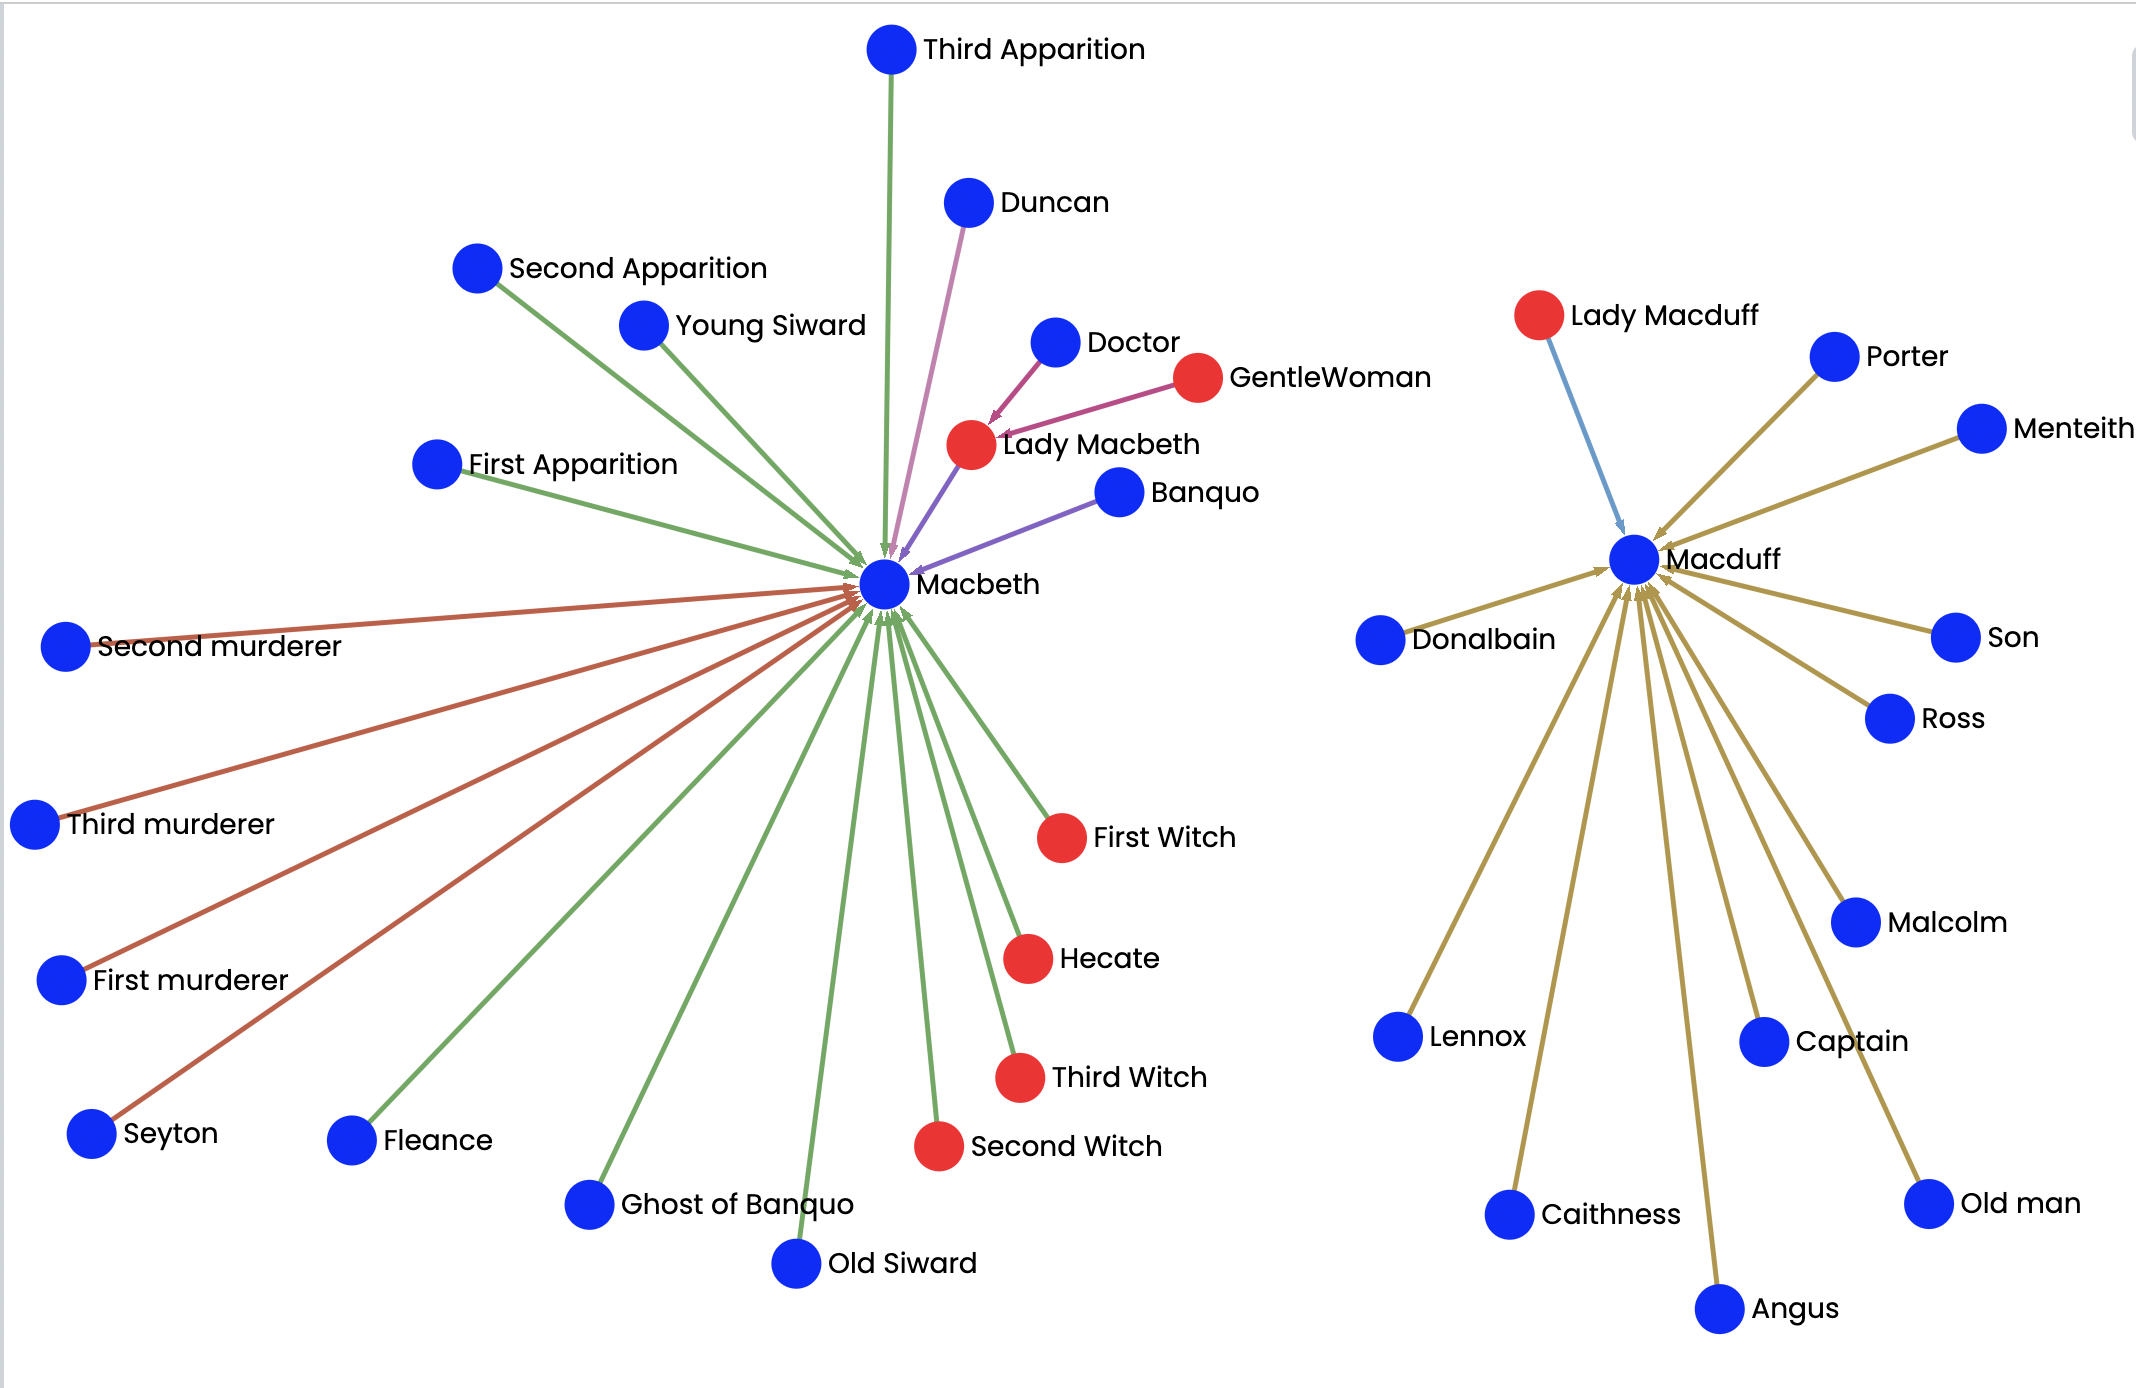 Third Apparition
Duncan
Second Apparition
Young Siward
Doctor
GentleWoman
First Apparition
Lady Macbeth
Banquo
Macbeth
Second murderer
Third murderer
First Witch
Hecate
First murderer
Third Witch
Seyton
Fleance
Second Witch
Ghost of Banquo
Old Siward
Lady Macduff
Porter
Menteith
Macduff
Donalbain
Son
Ross
Malcolm
Lennox
Captain
Caithness
Old man
Angus